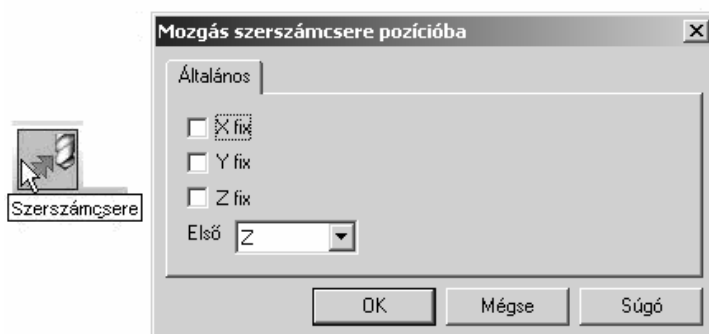 Mozgás szerszámcsere pozícióba
Általános
X fix
Y fix
Z fix
Szerszámcsere
Első Z
OK Mégse Súgó